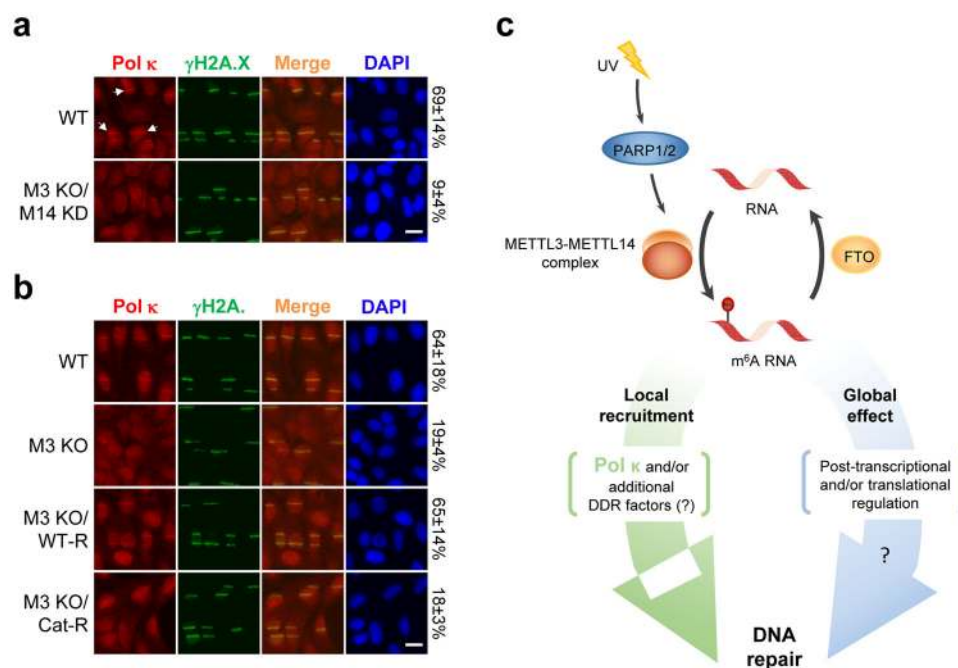 a
Pol κ γH2A.X Merge DAPI
WT
69±14%
M3 KO/
M14 KD
9±4%
b
Pol κ γH2A. Merge DAPI
WT
64±18%
M3 KO
19±4%
M3 KO/
WT-R
65±14%
M3 KO/
Cat-R
18±3%
c
UV
PARP1/2
RNA
METTL3-METTL14
complex
FTO
m⁶A RNA
Local
recruitment
Global
effect
Pol κ and/or
additional
DDR factors (?)
Post-transcriptional
and/or translational
regulation
?
DNA
repair